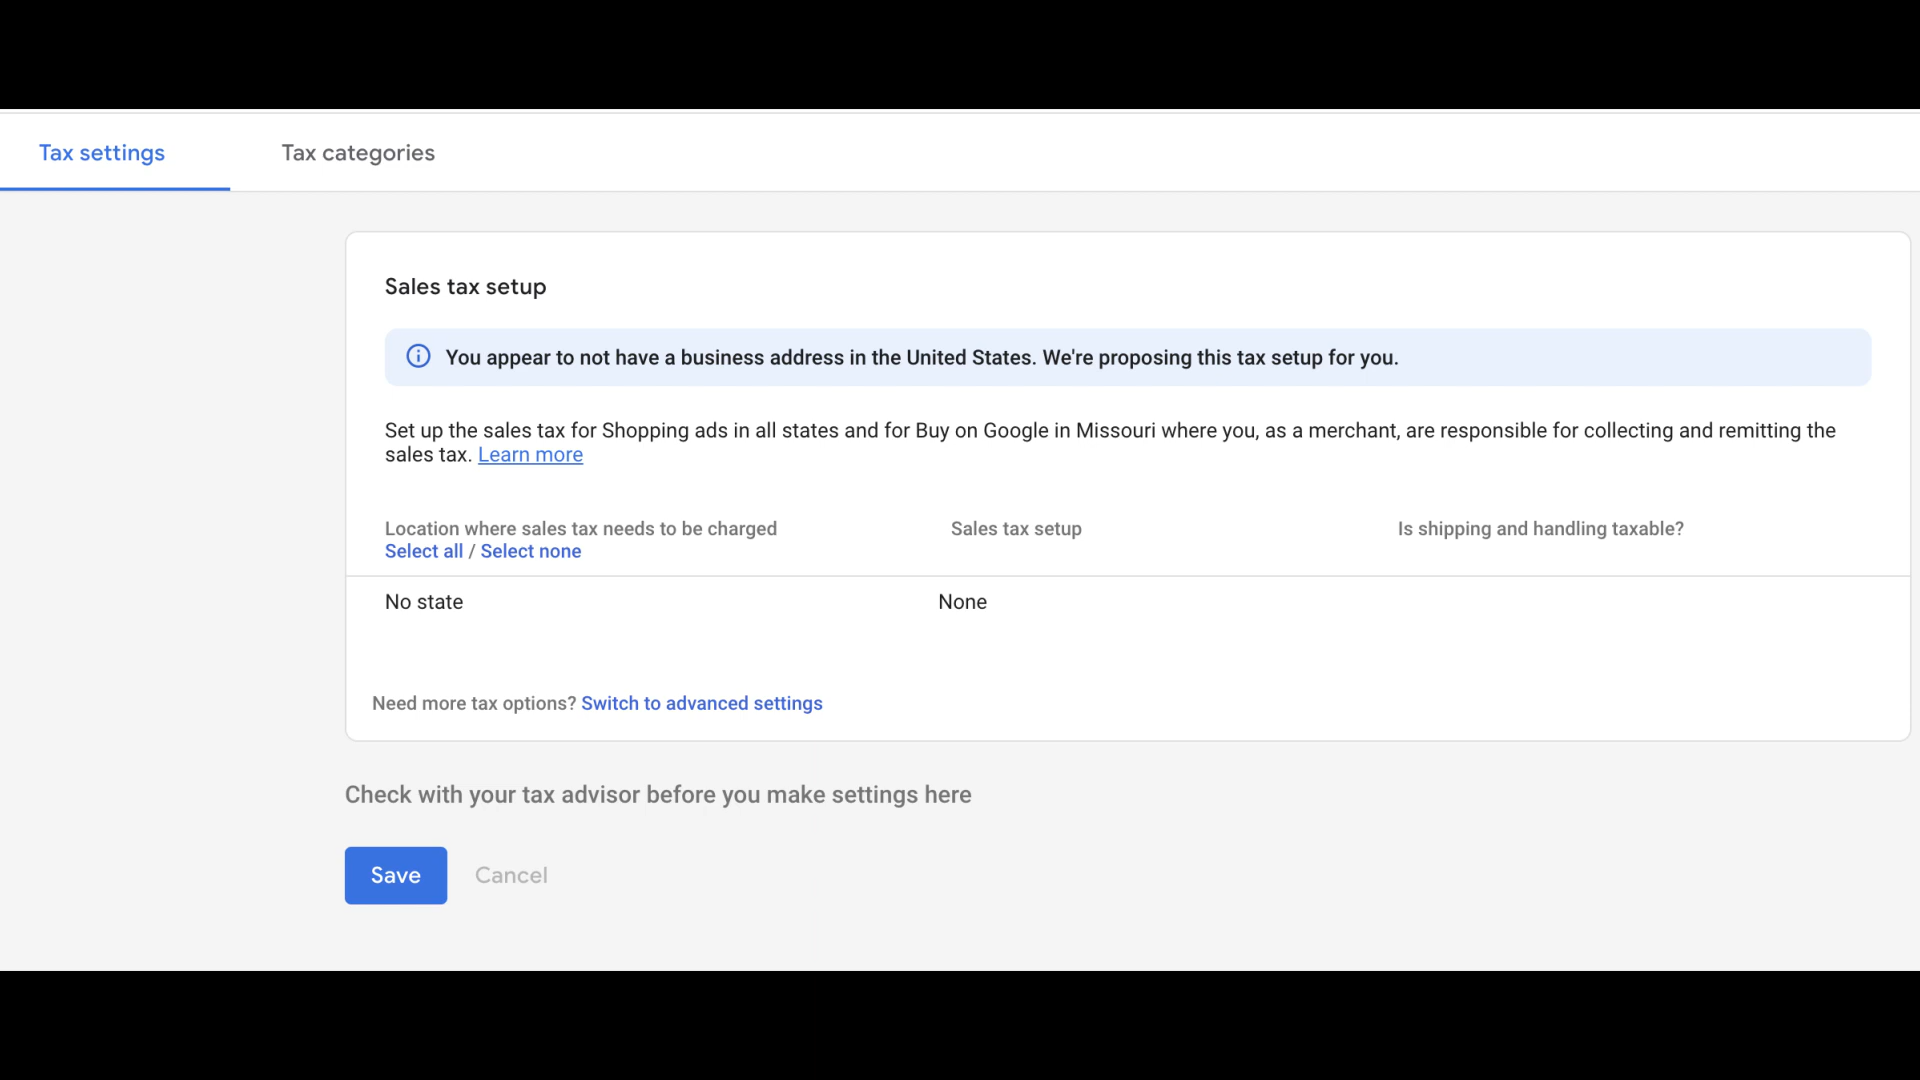 Tax settings
Tax categories
Sales tax setup
You appear to not have a business address in the United States. We're proposing this tax setup for you.
Set up the sales tax for Shopping ads in all states and for Buy on Google in Missouri where you, as a merchant, are responsible for collecting and remitting the
sales tax. Learn more
Location where sales tax needs to be charged
Select all / Select none
Sales tax setup
Is shipping and handling taxable?
No state
None
Need more tax options? Switch to advanced settings
Check with your tax advisor before you make settings here
Save
Cancel